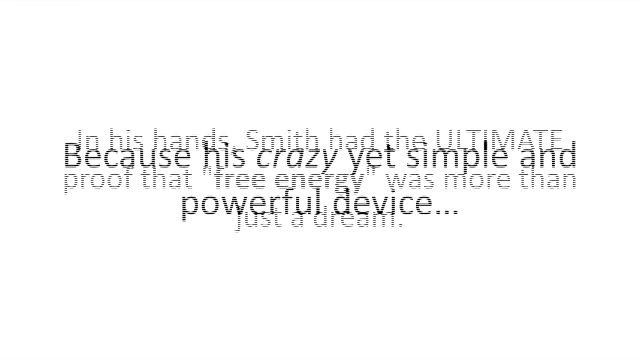 In his hands, Smith had the ULTIMATE
proof that "free energy" was more than
just a dream.
Because his crazy yet simple and
powerful device...